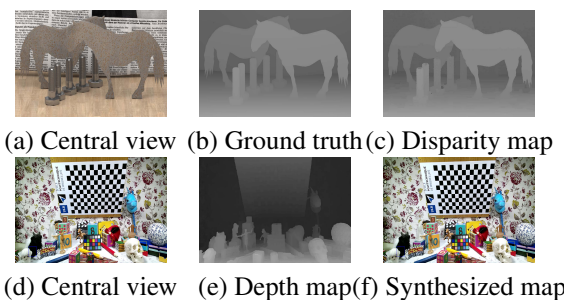 (a) Central view (b) Ground truth (c) Disparity map
(d) Central view (e) Depth map (f) Synthesized map